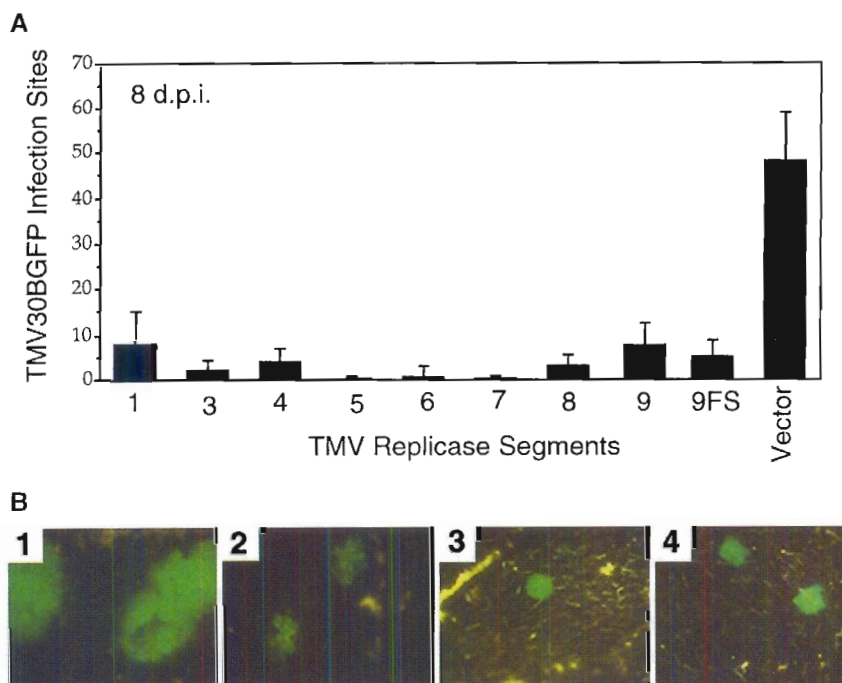 A
TMV30BGFP Infection Sites
70
60
50
40
30
20
10
0
8 d.p.i.
1 3 4 5 6 7 8 9 9FS Vector
TMV Replicase Segments
B
1 2 3 4